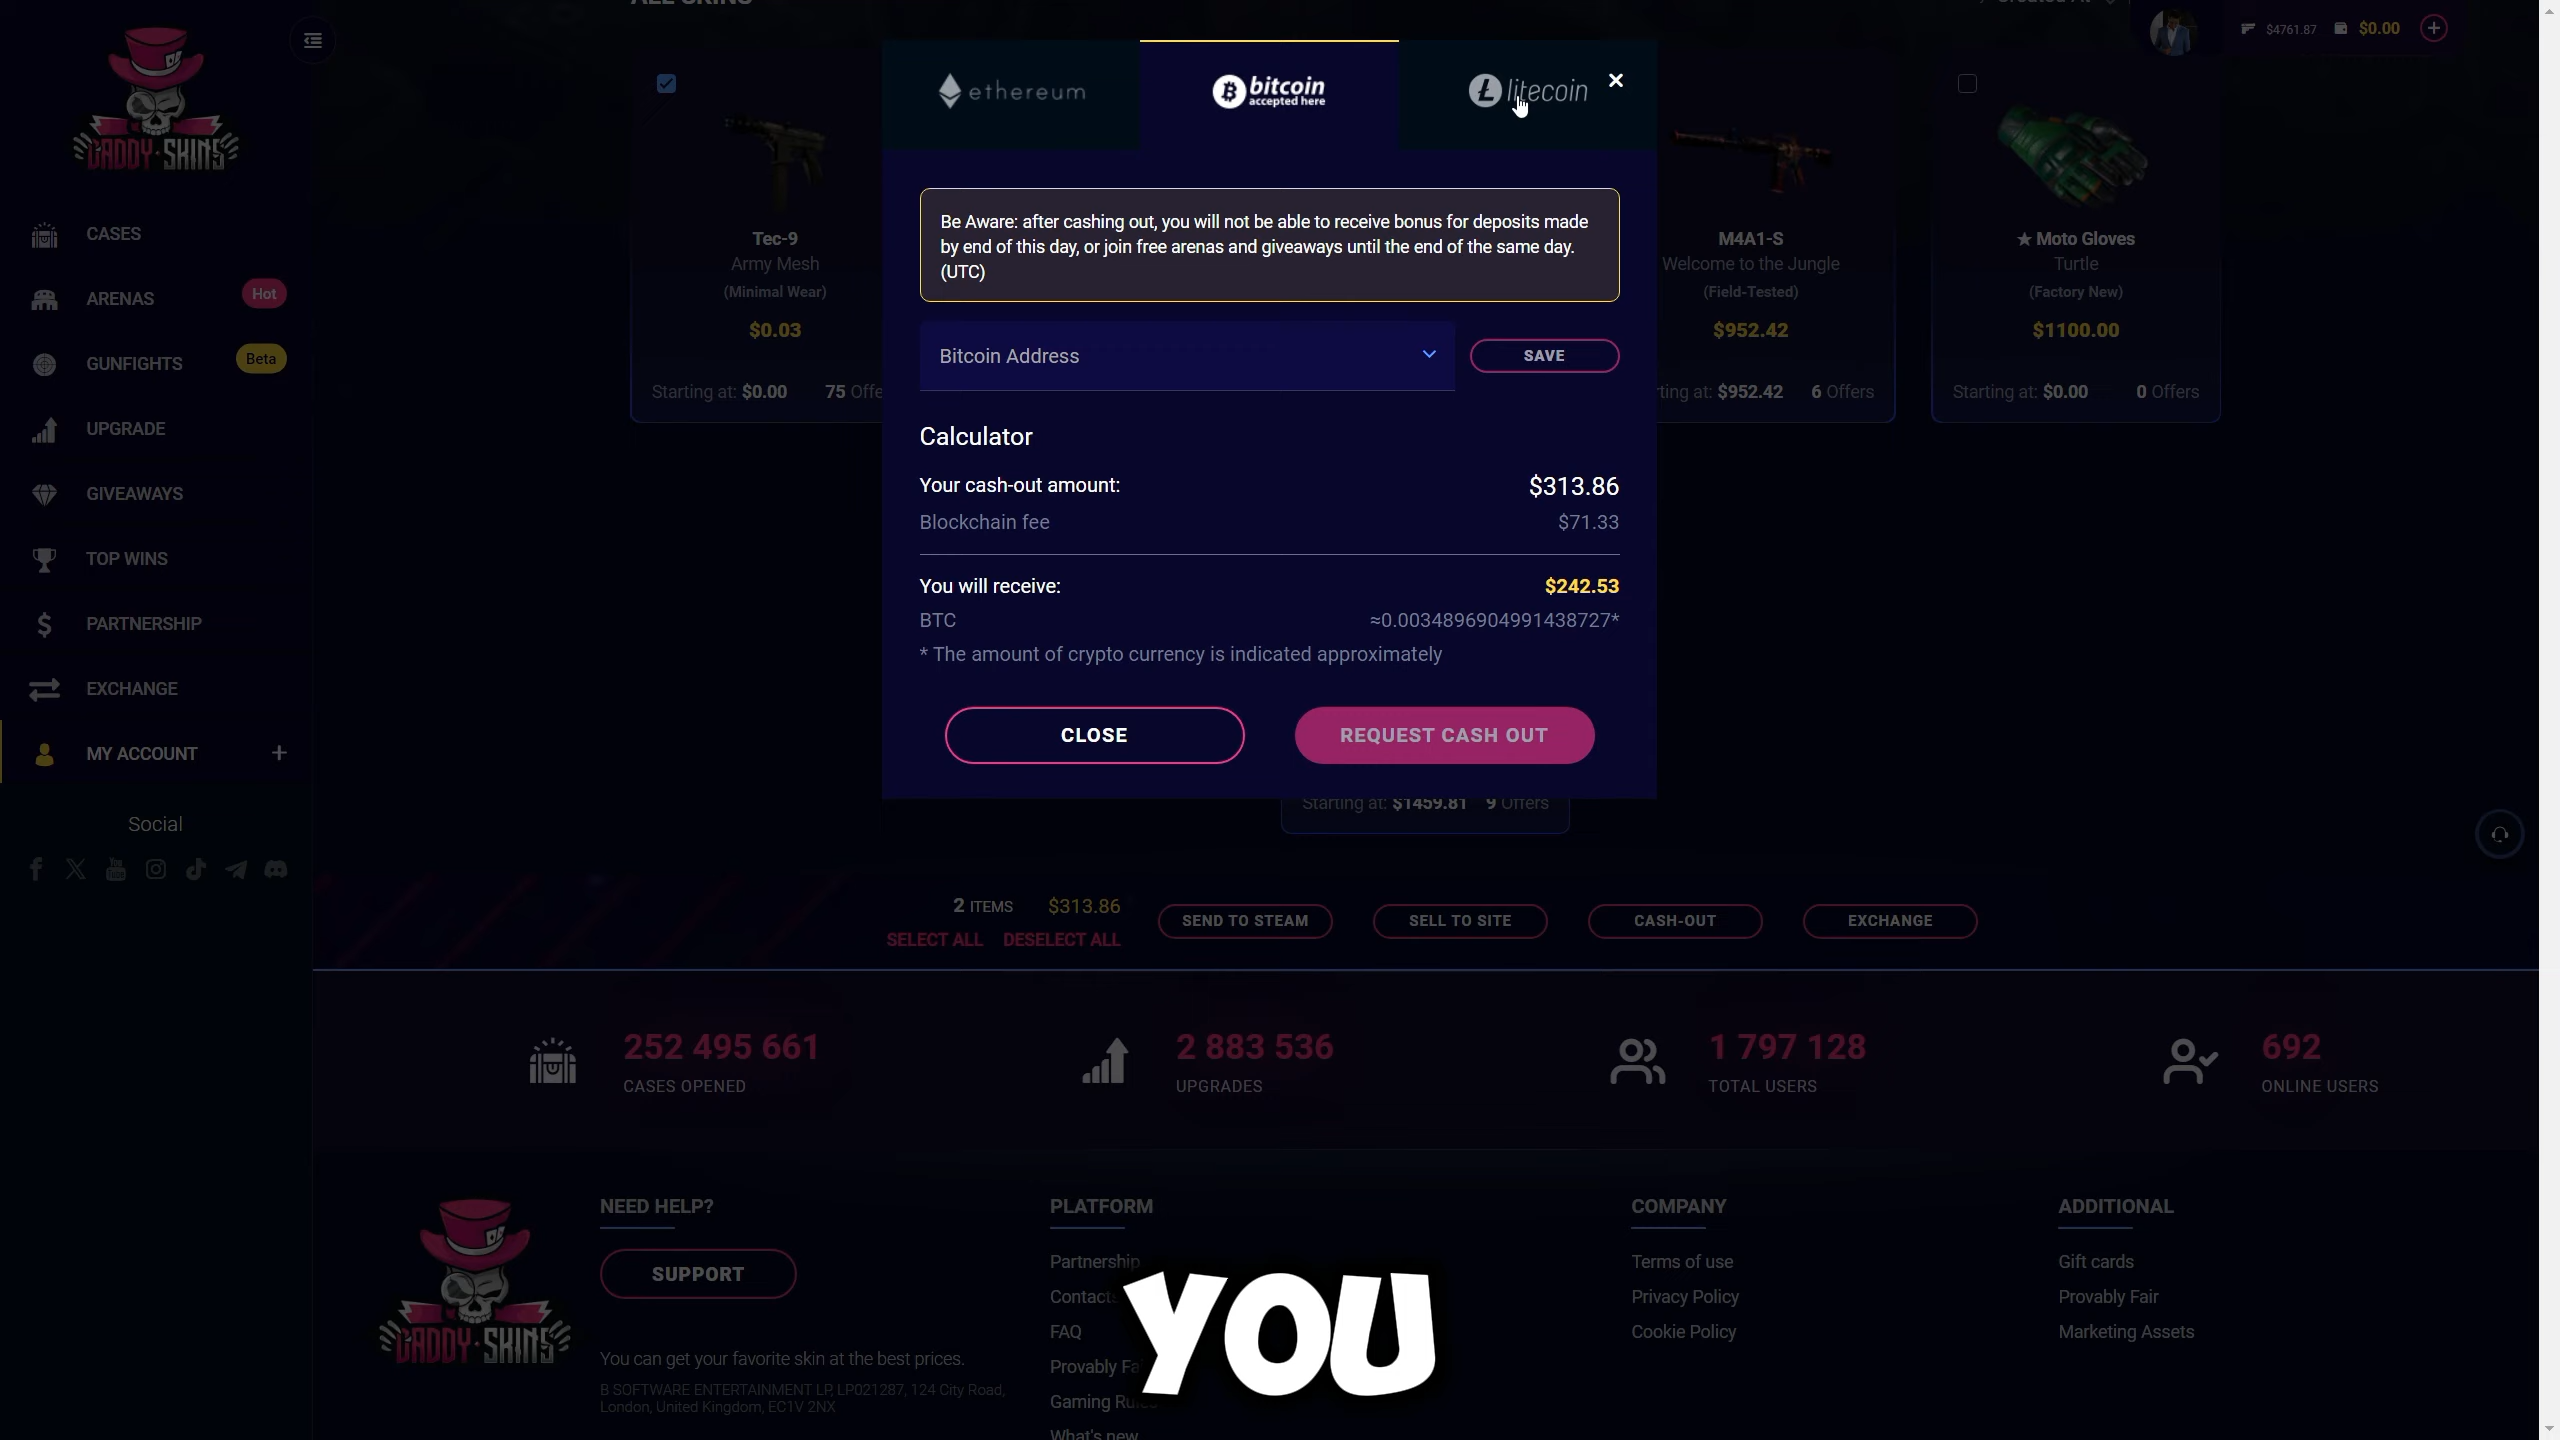 ALL SKINS
$4761.87
$0.00
DADDY SKINS
ethereum
bitcoin
accepted here
litecoin
CASES
ARENAS
Hot
GUNFIGHTS
Beta
UPGRADE
GIVEAWAYS
TOP WINS
PARTNERSHIP
EXCHANGE
MY ACCOUNT
Social
Tec-9
Army Mesh
(Minimal Wear)
$0.03
Starting at: $0.00
75 Offe
Be Aware: after cashing out, you will not be able to receive bonus for deposits made
by end of this day, or join free arenas and giveaways until the end of the same day.
(UTC)
Bitcoin Address
SAVE
Calculator
Your cash-out amount:
$313.86
Blockchain fee
$71.33
You will receive:
$242.53
BTC
≈0.0034896904991438727*
* The amount of crypto currency is indicated approximately
CLOSE
REQUEST CASH OUT
M4A1-S
Welcome to the Jungle
(Field-Tested)
$952.42
ting at: $952.42
6 Offers
★ Moto Gloves
Turtle
(Factory New)
$1100.00
Starting at: $0.00
0 Offers
Starting at: $1459.81
9 Offers
2 ITEMS
$313.86
SELECT ALL
DESELECT ALL
SEND TO STEAM
SELL TO SITE
CASH-OUT
EXCHANGE
252 495 661
CASES OPENED
2 883 536
UPGRADES
1 797 128
TOTAL USERS
692
ONLINE USERS
DADDY SKINS
NEED HELP?
SUPPORT
You can get your favorite skin at the best prices.
B SOFTWARE ENTERTAINMENT LP, LP021287, 124 City Road,
London, United Kingdom, EC1V 2NX
PLATFORM
Partnership
Contacts
FAQ
Provably Fa
Gaming Ru
What's new
COMPANY
Terms of use
Privacy Policy
Cookie Policy
ADDITIONAL
Gift cards
Provably Fair
Marketing Assets
YOU